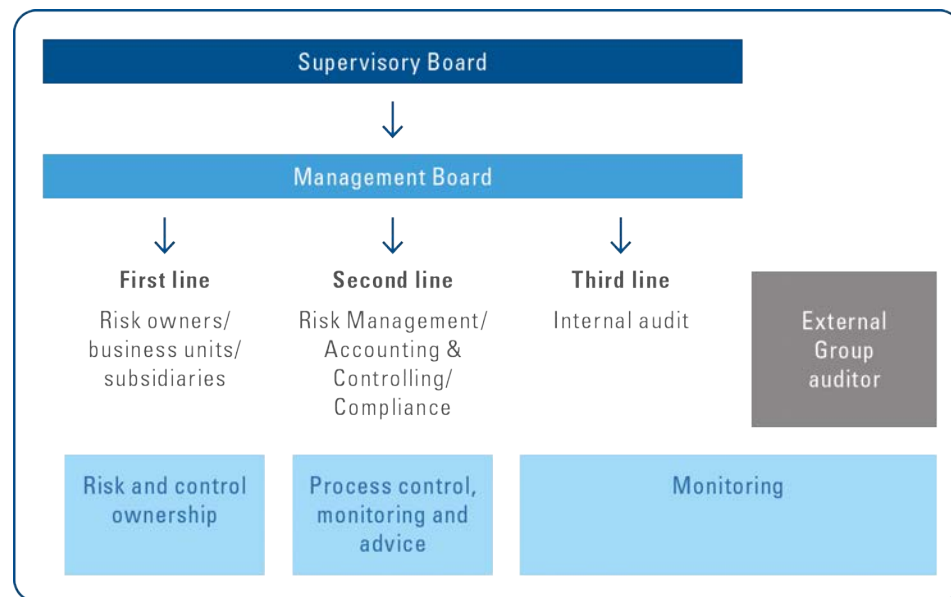 Supervisory Board
Management Board
First line
Risk owners/
business units/
subsidiaries
Second line
Risk Management/
Accounting &
Controlling/
Compliance
Third line
Internal audit
External
Group
auditor
Risk and control
ownership
Process control,
monitoring and
advice
Monitoring